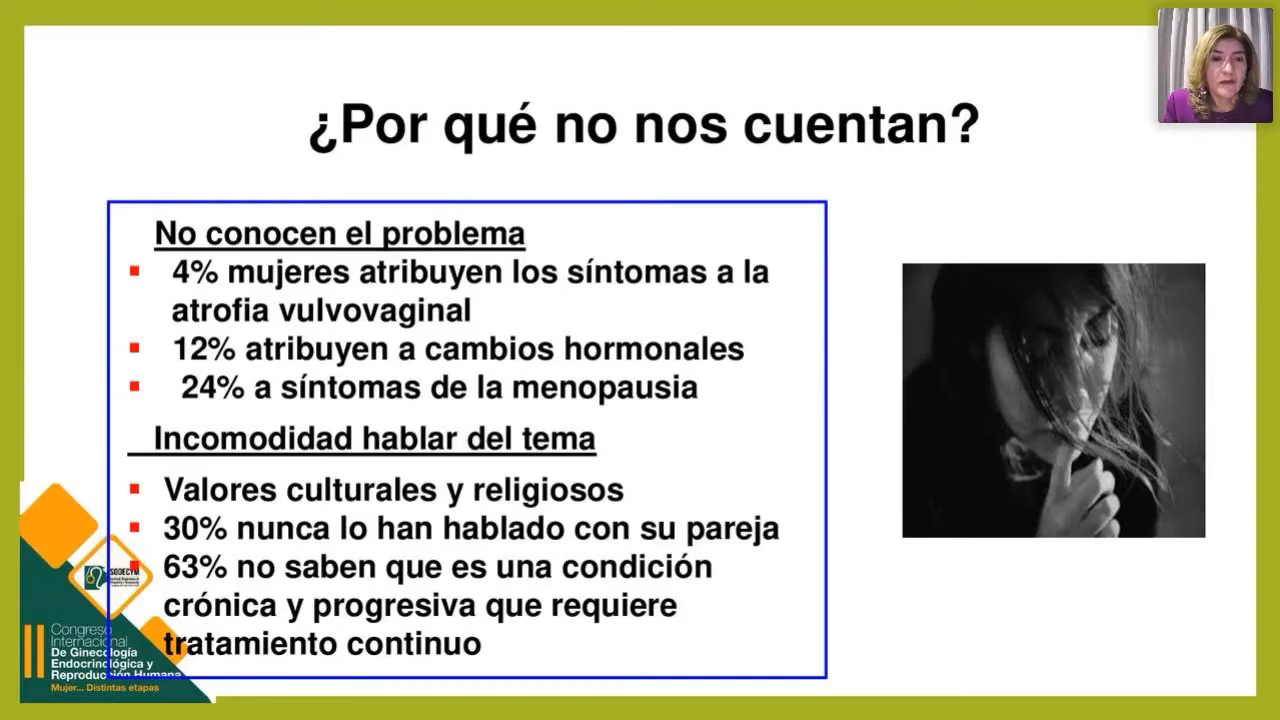 ¿Por qué no nos cuentan?
No conocen el problema
▪ 4% mujeres atribuyen los síntomas a la
atrofia vulvovaginal
▪ 12% atribuyen a cambios hormonales
▪ 24% a síntomas de la menopausia
Incomodidad hablar del tema
▪ Valores culturales y religiosos
▪ 30% nunca lo han hablado con su pareja
▪ 63% no saben que es una condición
crónica y progresiva que requiere
tratamiento continuo
SODECYM
II Congreso
Internacional
De Ginecología
Endocrinológica y
Reproducción Humana
Mujer... Distintas etapas